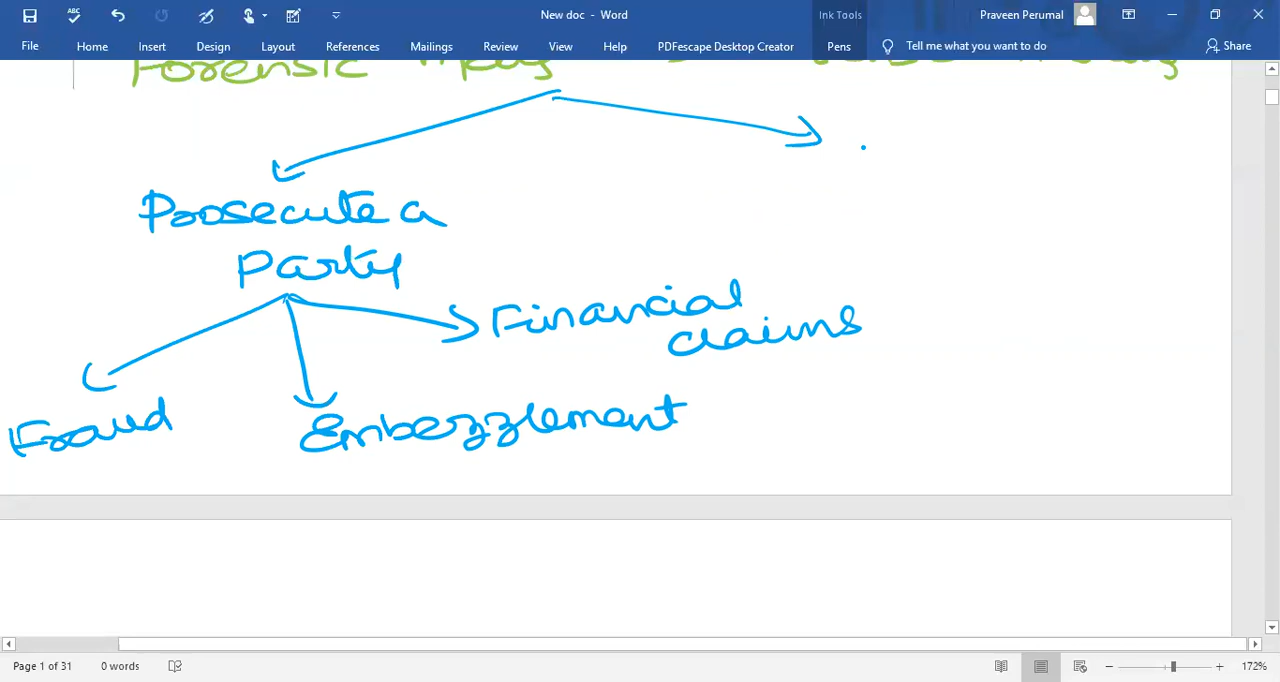 New doc - Word
Ink Tools
Praveen Perumal
File Home Insert Design Layout References Mailings Review View Help PDFescape Desktop Creator Pens Tell me what you want to do Share
Forensic
Prosecute a
Party
Financial
claims
Fraud
Embezzlement
Page 1 of 31 0 words
172%